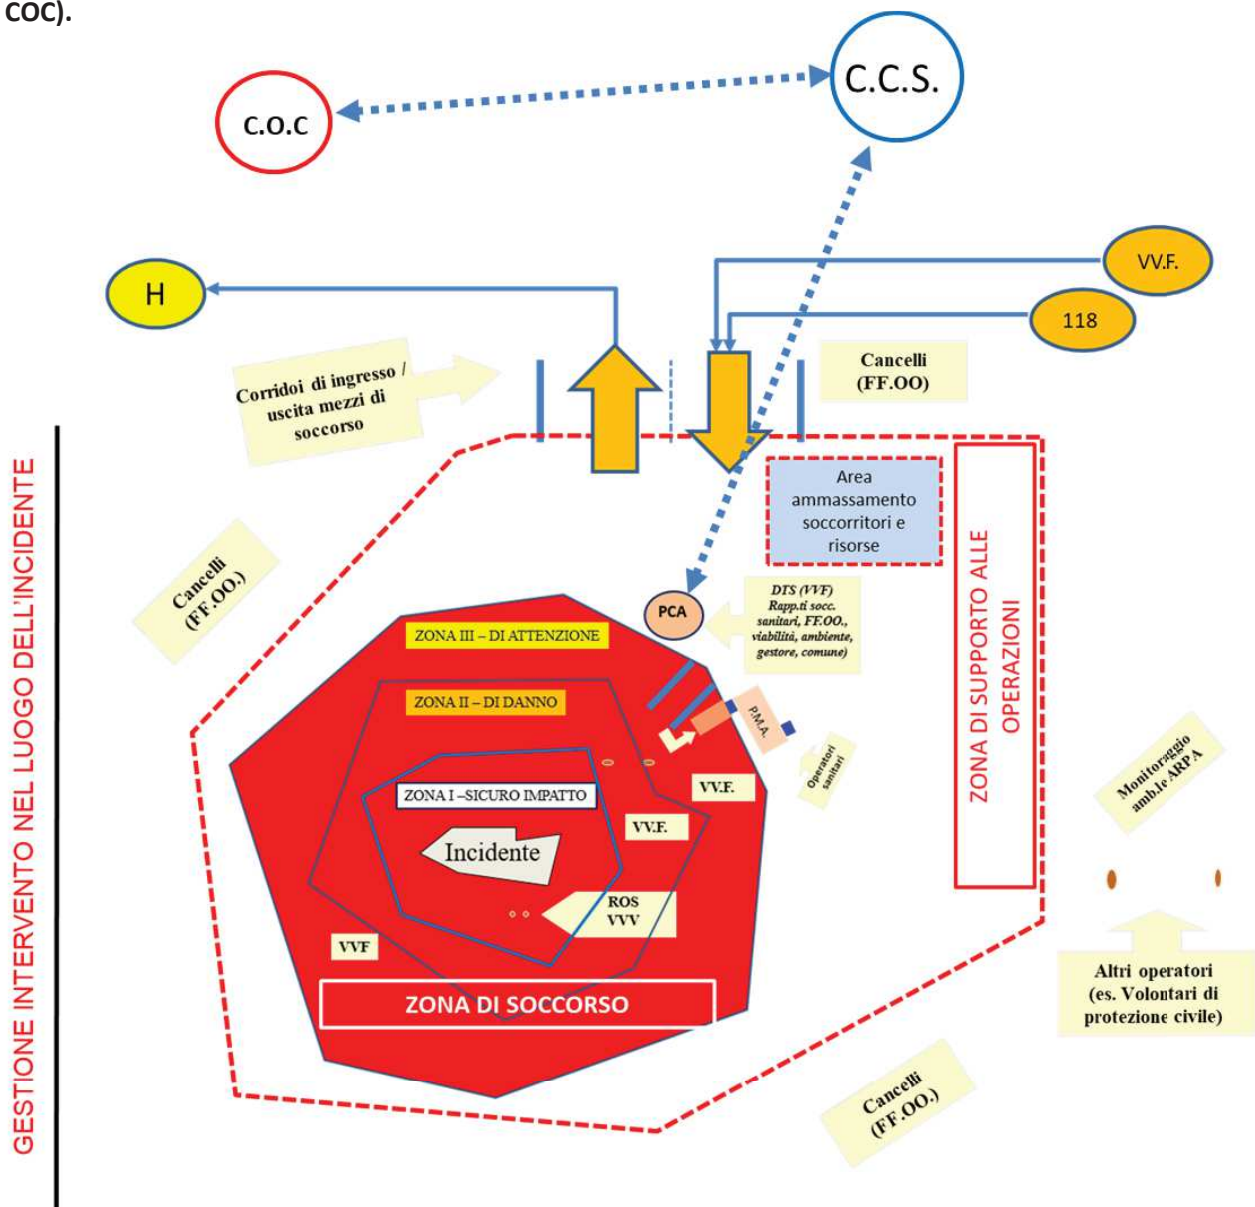 COC).
C.C.S.
C.O.C
VV.F.
H
118
Corridoi di ingresso /
uscita mezzi di
soccorso
Cancelli
(FF.OO)
GESTIONE INTERVENTO NEL LUOGO DELL'INCIDENTE
Area
ammassamento
soccorritori e
risorse
ZONA DI SUPPORTO ALLE
OPERAZIONI
Cancelli
(FF.OO.)
PCA
DTS (VVF)
Rapp.ti socc.
sanitari, FF.OO.,
viabilità, ambiente,
gestore, comune)
ZONA III – DI ATTENZIONE
ZONA II – DI DANNO
P.M.A.
Operatori
sanitari
Monitoraggio
amb.le ARPA
ZONA I –SICURO IMPATTO
VV.F.
VV.F.
Incidente
ROS
VVV
VVF
ZONA DI SOCCORSO
Altri operatori
(es. Volontari di
protezione civile)
Cancelli
(FF.OO.)